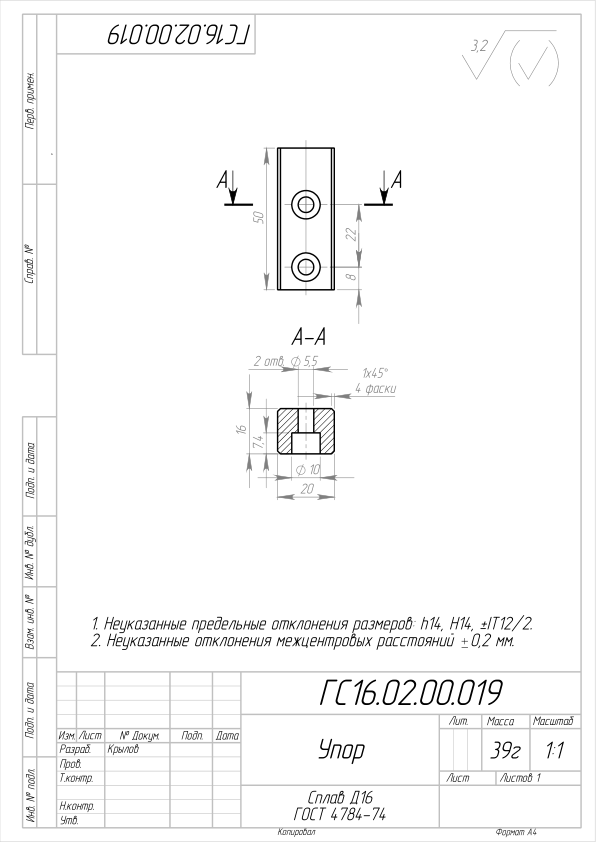 ГС16.02.00.019
Перв. примен.
3,2
Справ. №
А
А
50
22
8
А-А
2 отв. ∅ 5,5
1х45°
4 фаски
16
7,4
∅ 10
20
Подп. и дата
Инв. № дубл.
Взам. инв. №
Подп. и дата
Инв. № подл.
1. Неуказанные предельные отклонения размеров: h14, H14, ±IT12/2.
2. Неуказанные отклонения межцентровых расстояний ±0,2 мм.
ГС16.02.00.019
Изм. Лист № Докум. Подп. Дата
Разраб. Крылов
Пров.
Т.контр.
Н.контр.
Утв.
Упор
Лит. Масса Масштаб
39г 1:1
Лист Листов 1
Сплав Д16
ГОСТ 4784-74
Копировал Формат А4